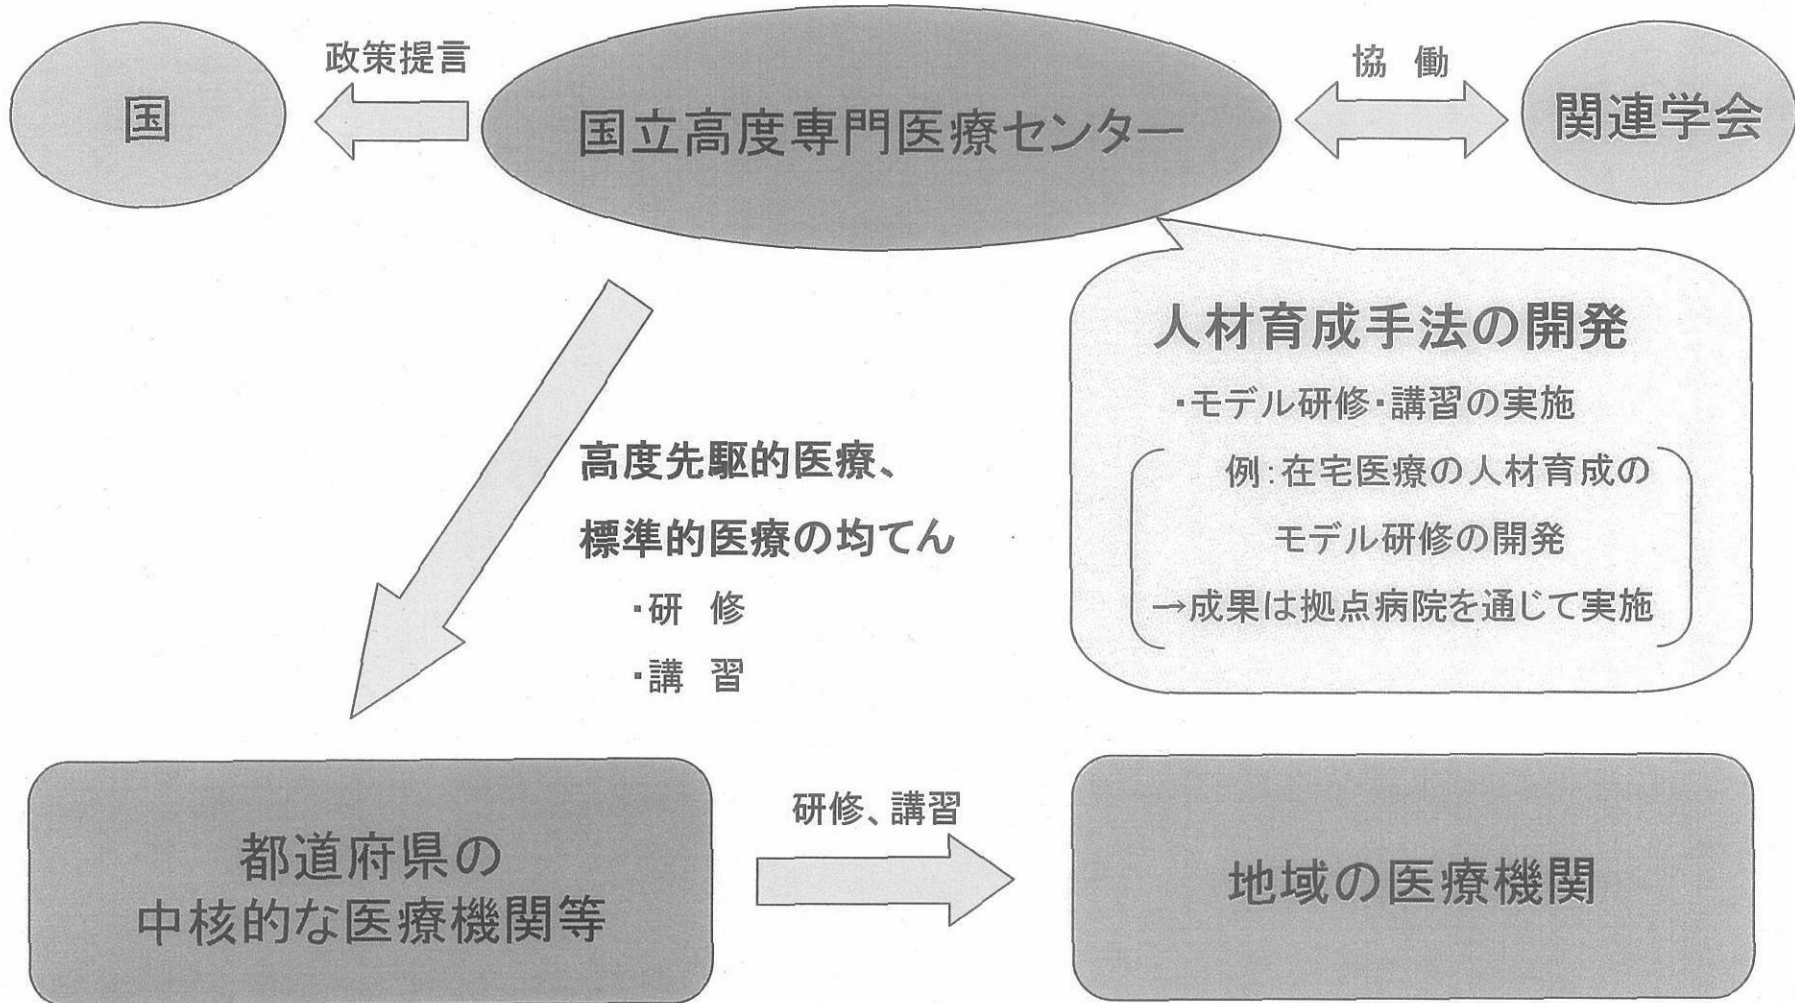 政策提言
協 働
国
国立高度専門医療センター
関連学会
人材育成手法の開発
・モデル研修・講習の実施
例:在宅医療の人材育成の
モデル研修の開発
→成果は拠点病院を通じて実施
高度先駆的医療、
標準的医療の均てん
・研 修
・講 習
都道府県の
中核的な医療機関等
研修、講習
地域の医療機関